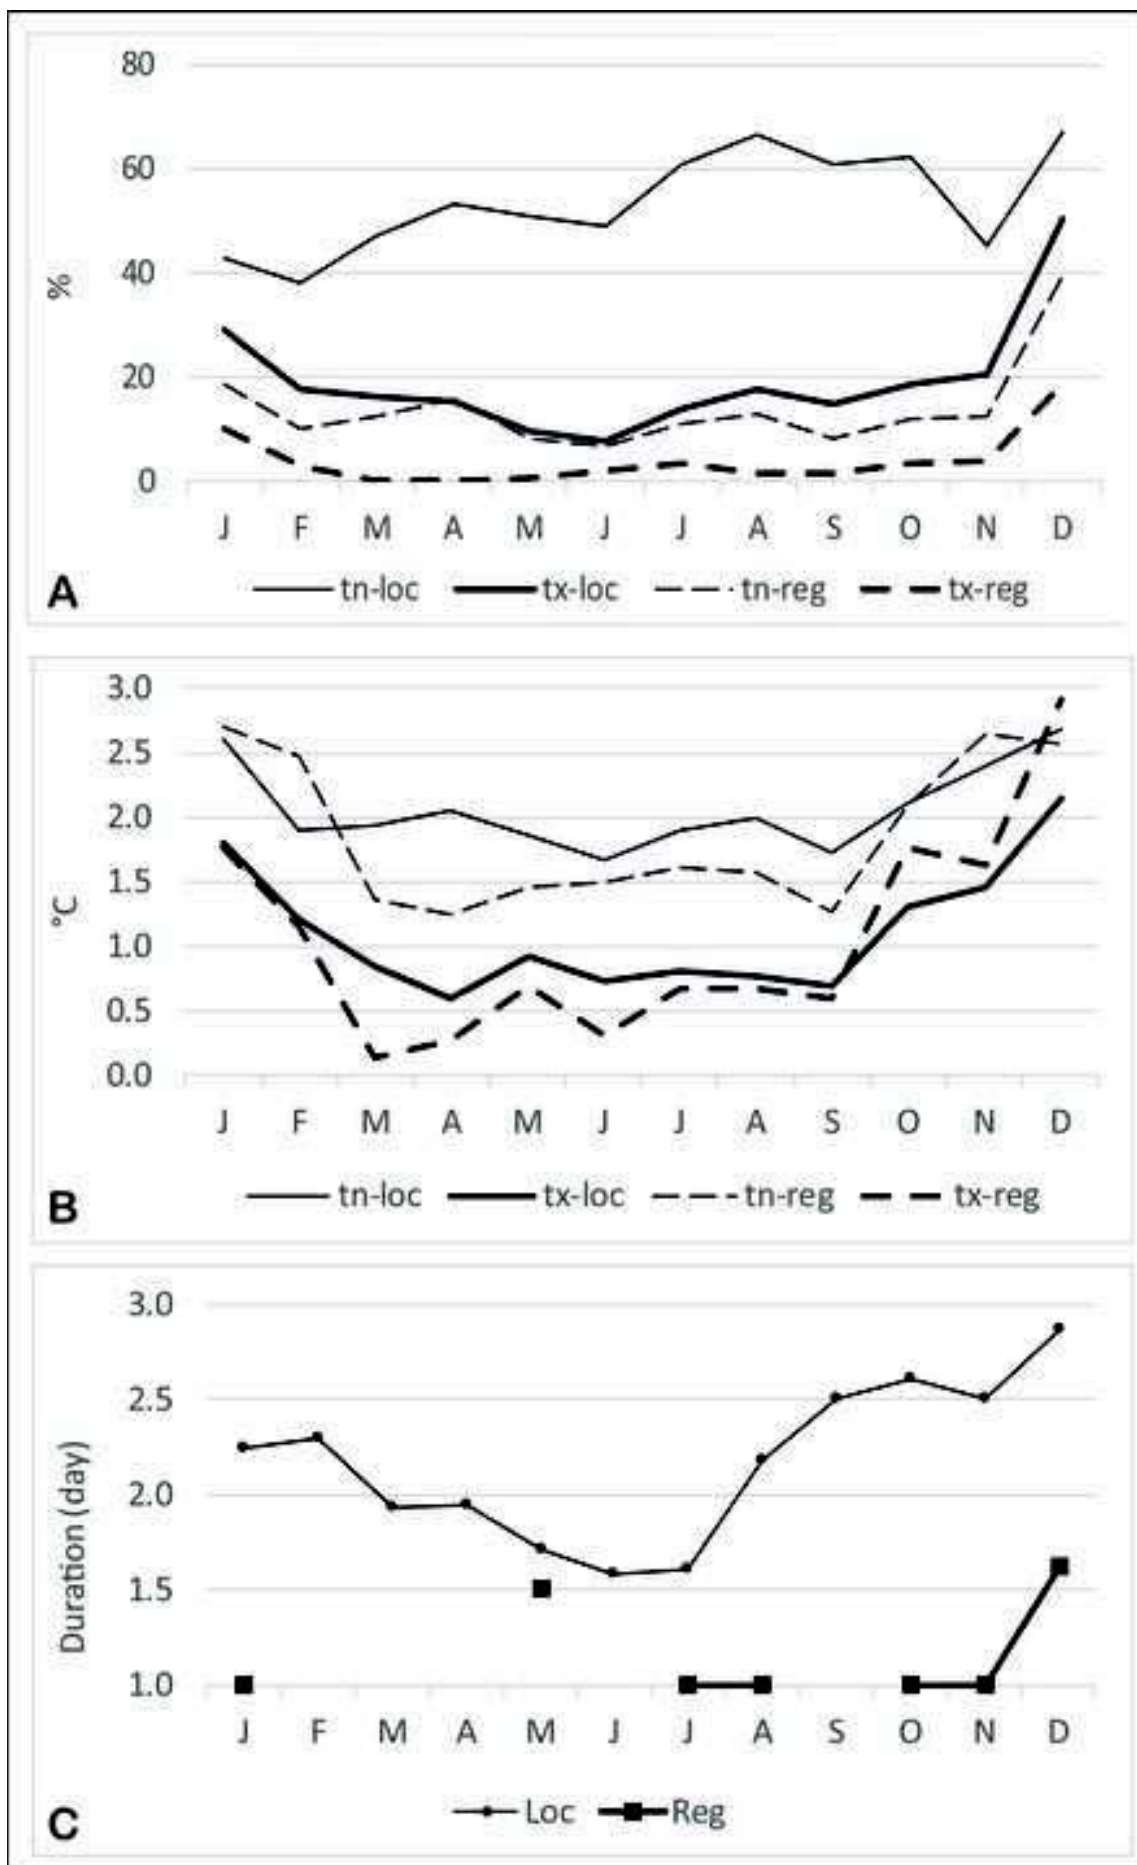 80
60
40
20
0
%
J F M A M J J A S O N D
A
tn-loc tx-loc tn-reg tx-reg
3.0
2.5
2.0
1.5
1.0
0.5
0.0
°C
J F M A M J J A S O N D
B
tn-loc tx-loc tn-reg tx-reg
3.0
2.5
2.0
1.5
1.0
Duration (day)
J F M A M J J A S O N D
C
Loc Reg